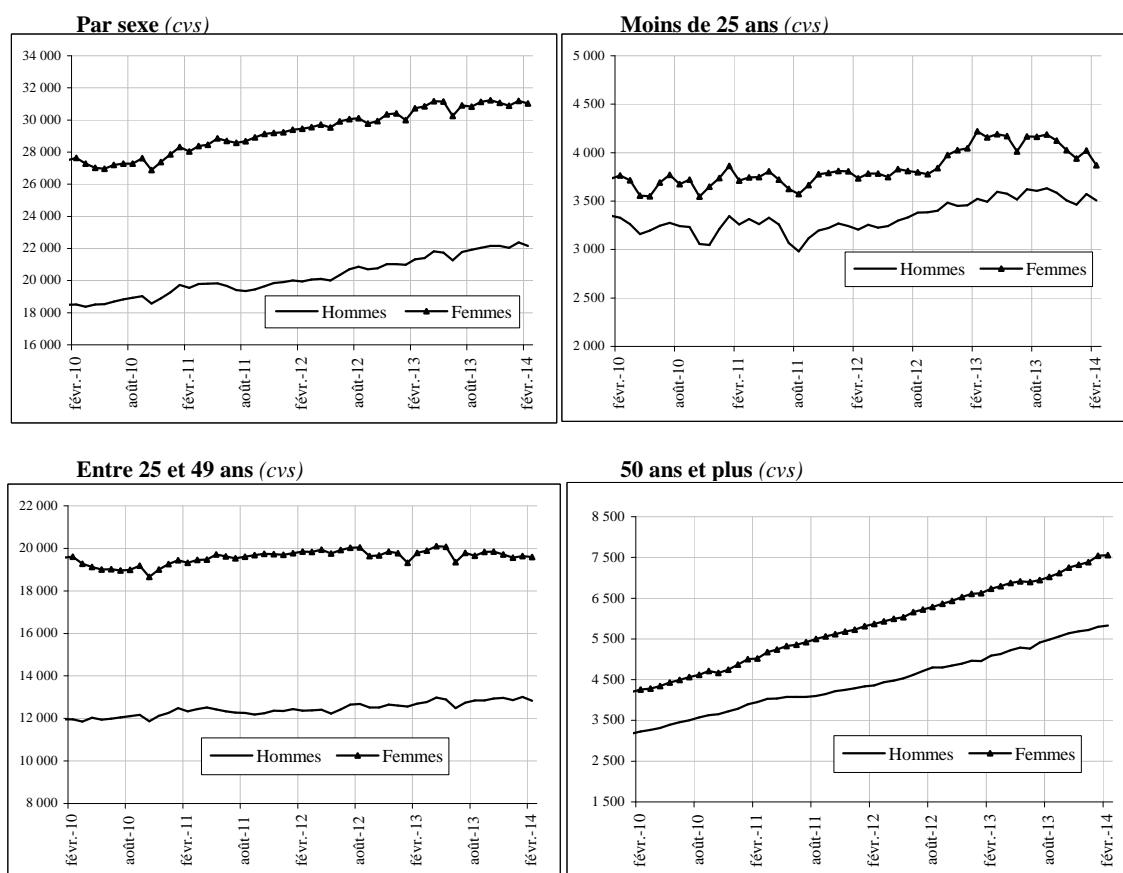 Par sexe (cvs)
34 000
32 000
30 000
28 000
26 000
24 000
22 000
20 000
18 000
16 000
Hommes Femmes
févr.-10 août-10 févr.-11 août-11 févr.-12 août-12 févr.-13 août-13 févr.-14
Moins de 25 ans (cvs)
5 000
4 500
4 000
3 500
3 000
2 500
2 000
Hommes Femmes
févr.-10 août-10 févr.-11 août-11 févr.-12 août-12 févr.-13 août-13 févr.-14
Entre 25 et 49 ans (cvs)
22 000
20 000
18 000
16 000
14 000
12 000
10 000
8 000
Hommes Femmes
févr.-10 août-10 févr.-11 août-11 févr.-12 août-12 févr.-13 août-13 févr.-14
50 ans et plus (cvs)
8 500
7 500
6 500
5 500
4 500
3 500
2 500
1 500
Hommes Femmes
févr.-10 août-10 févr.-11 août-11 févr.-12 août-12 févr.-13 août-13 févr.-14